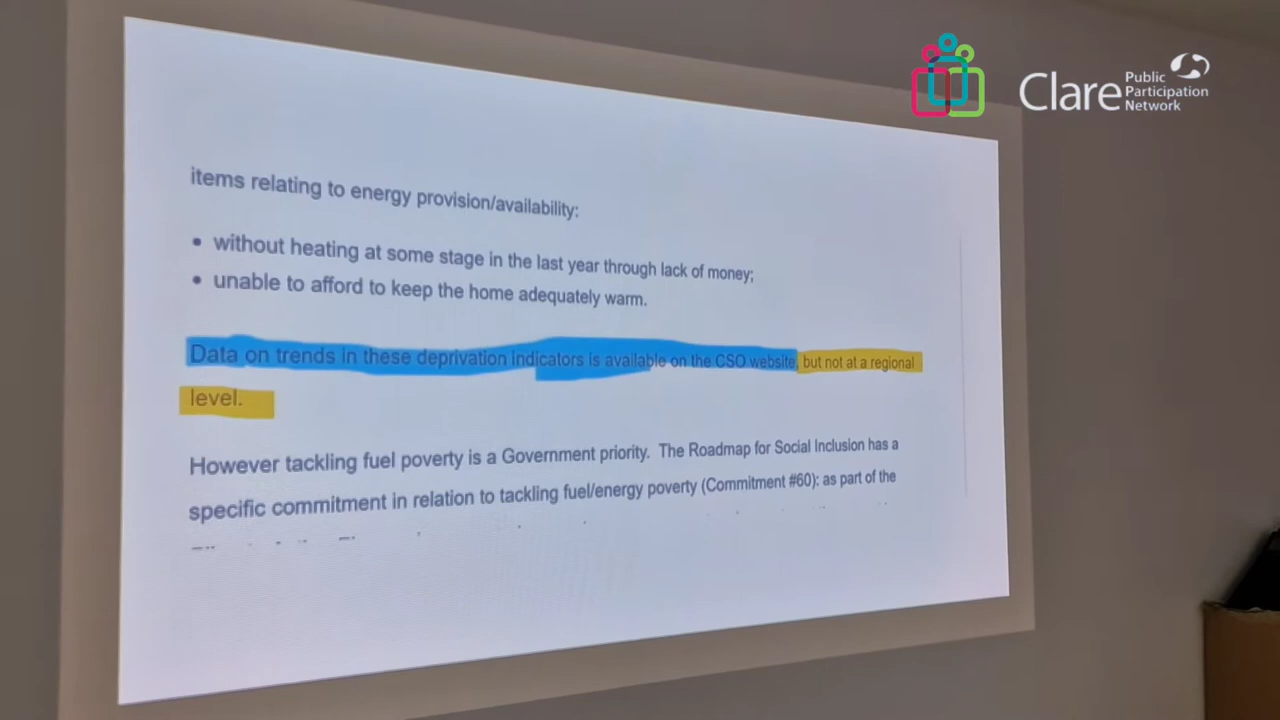 Clare
Public
Participation
Network
items relating to energy provision/availability:
• without heating at some stage in the last year through lack of money;
• unable to afford to keep the home adequately warm.
Data on trends in these deprivation indicators is available on the CSO website, but not at a regional
level.
However tackling fuel poverty is a Government priority. The Roadmap for Social Inclusion has a
specific commitment in relation to tackling fuel/energy poverty (Commitment #60): as part of the